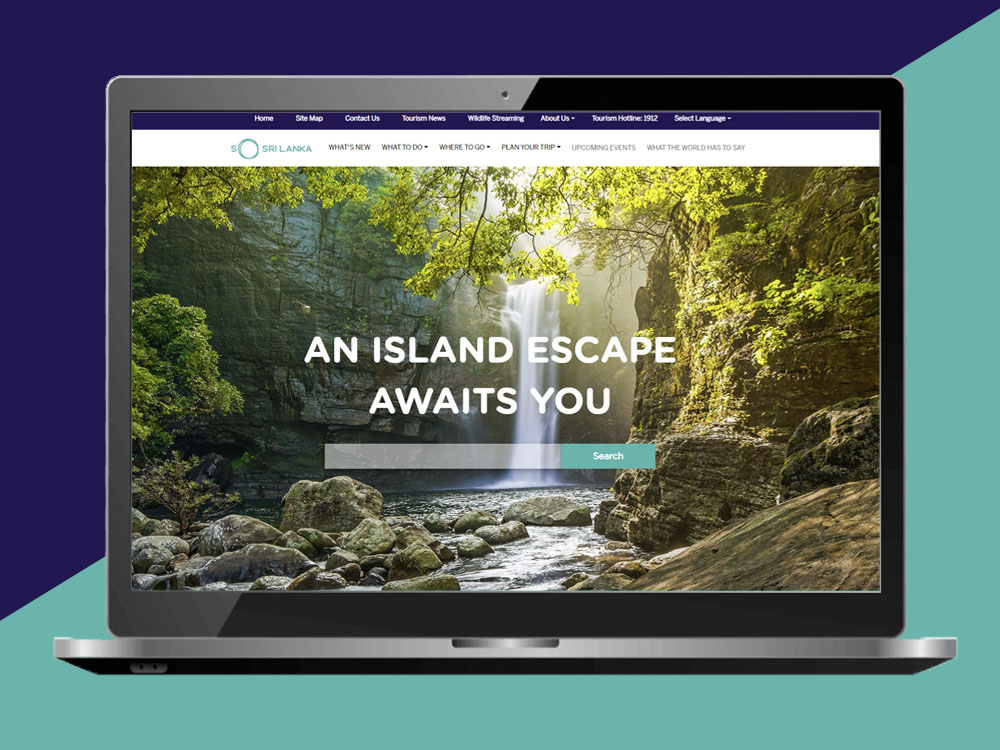 Home Site Map Contact Us Tourism News Wildlife Streaming About Us Tourism Hotline: 1912 Select Language
SO SRI LANKA WHAT'S NEW WHAT TO DO WHERE TO GO PLAN YOUR TRIP UPCOMING EVENTS WHAT THE WORLD HAS TO SAY
AN ISLAND ESCAPE
AWAITS YOU
Search